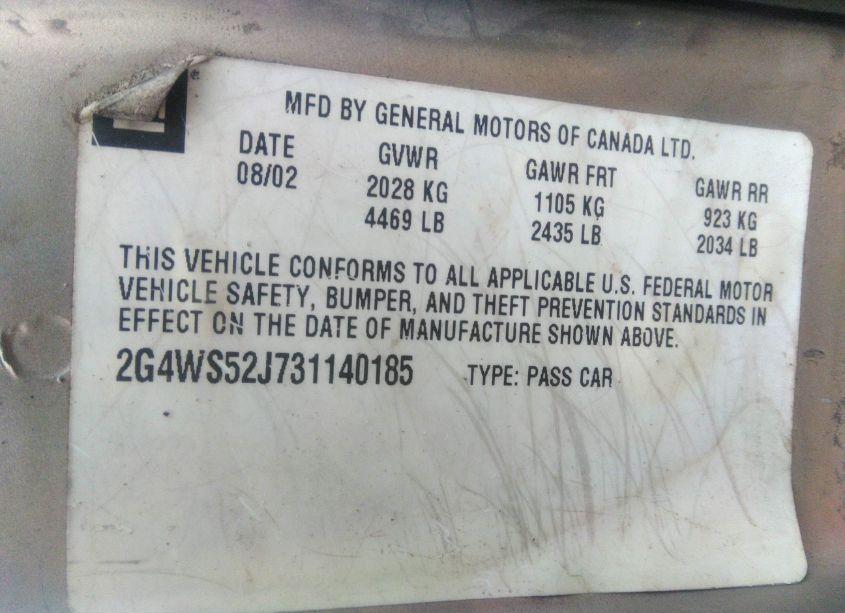 MFD BY GENERAL MOTORS OF CANADA LTD.
DATE GVWR GAWR FRT GAWR RR
08/02 2028 KG 1105 KG 923 KG
4469 LB 2435 LB 2034 LB
THIS VEHICLE CONFORMS TO ALL APPLICABLE U.S. FEDERAL MOTOR
VEHICLE SAFETY, BUMPER, AND THEFT PREVENTION STANDARDS IN
EFFECT ON THE DATE OF MANUFACTURE SHOWN ABOVE.
2G4WS52J731140185 TYPE: PASS CAR